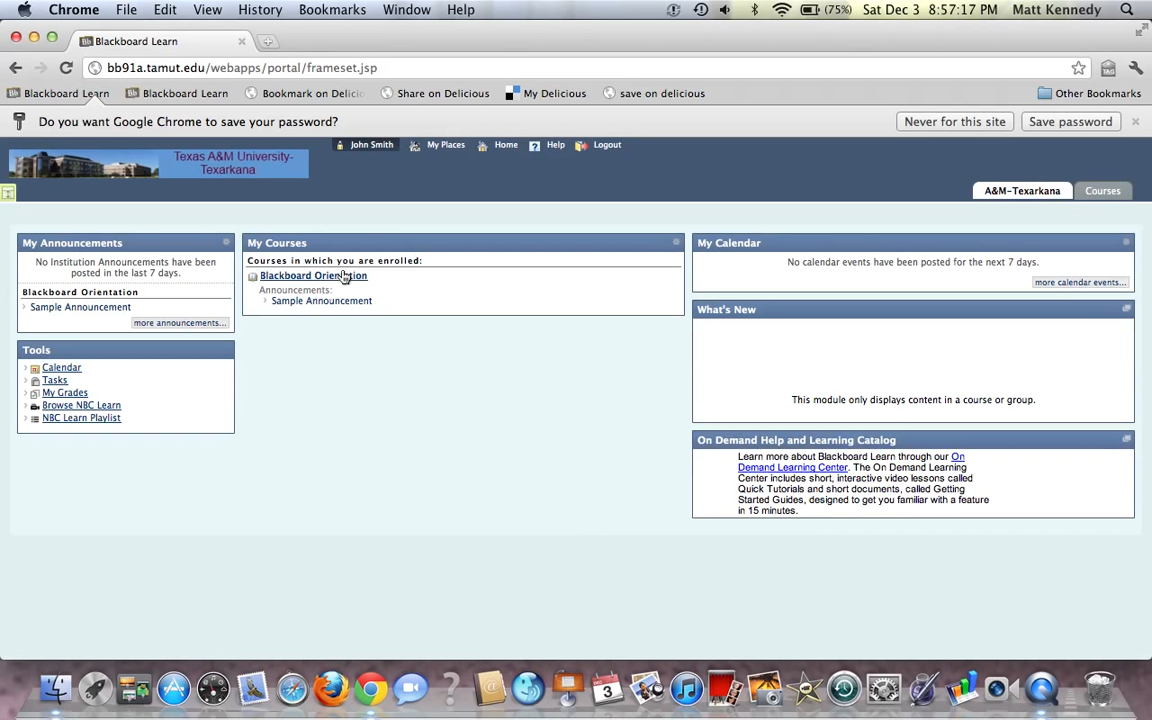 Chrome File Edit View History Bookmarks Window Help (75%) Sat Dec 3 8:57:17 PM Matt Kennedy
Blackboard Learn
bb91a.tamut.edu/webapps/portal/frameset.jsp
Blackboard Learn Blackboard Learn Bookmark on Delicio Share on Delicious My Delicious save on delicious Other Bookmarks
Do you want Google Chrome to save your password? Never for this site Save password
John Smith My Places Home Help Logout
Texas A&M University-
Texarkana
A&M-Texarkana Courses
My Announcements
No Institution Announcements have been
posted in the last 7 days.
Blackboard Orientation
Sample Announcement
more announcements...
Tools
Calendar
Tasks
My Grades
Browse NBC Learn
NBC Learn Playlist
My Courses
Courses in which you are enrolled:
Blackboard Orientation
Announcements:
Sample Announcement
My Calendar
No calendar events have been posted for the next 7 days.
more calendar events...
What's New
This module only displays content in a course or group.
On Demand Help and Learning Catalog
Learn more about Blackboard Learn through our On
Demand Learning Center. The On Demand Learning
Center includes short, interactive video lessons called
Quick Tutorials and short documents, called Getting
Started Guides, designed to get you familiar with a feature
in 15 minutes.